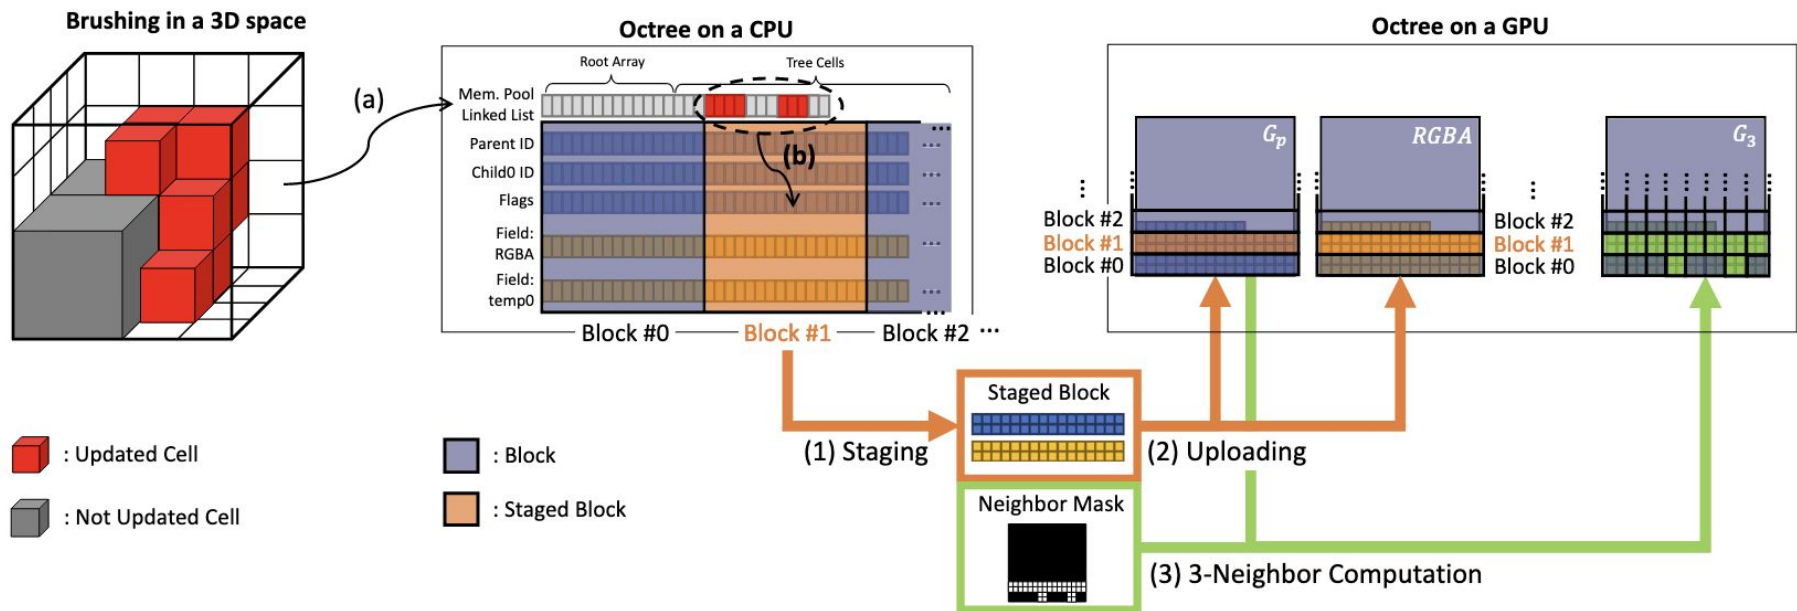 Brushing in a 3D space
(a)
: Updated Cell
: Not Updated Cell
Octree on a CPU
Root Array
Tree Cells
Mem. Pool
Linked List
Parent ID
Child0 ID
Flags
Field:
RGBA
Field:
temp0
(b)
...
...
...
...
...
...
...
Block #0
Block #1
Block #2 ...
: Block
: Staged Block
(1) Staging
Staged Block
Neighbor Mask
(2) Uploading
(3) 3-Neighbor Computation
Octree on a GPU
Gp
RGBA
G3
Block #2
Block #1
Block #0
Block #2
Block #1
Block #0